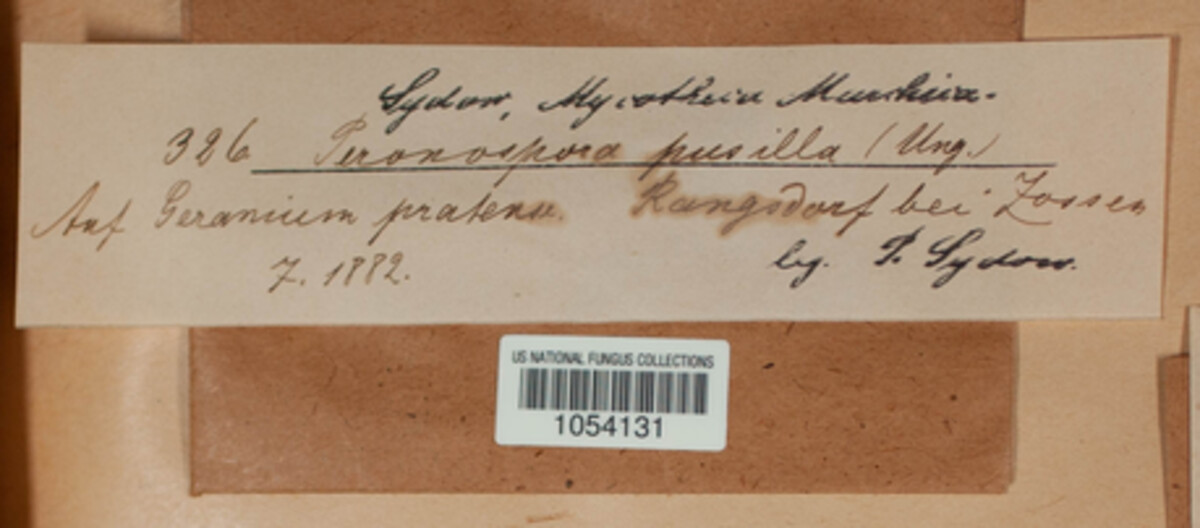 Sydow, Mycotheca Marchica.
326 Peronospora pusilla (Ung.)
Auf Geranium pratense. Rangsdorf bei Zossen
7. 1882.
leg. P. Sydow.
US NATIONAL FUNGUS COLLECTIONS
1054131